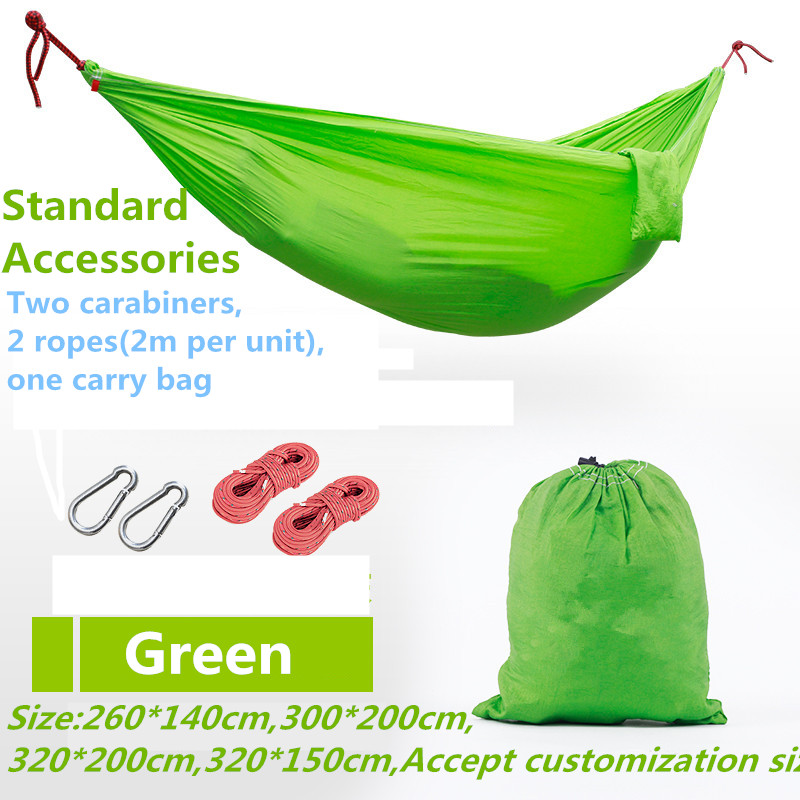 Standard
Accessories
Two carabiners,
2 ropes(2m per unit),
one carry bag
Green
Size:260*140cm,300*200cm,
320*200cm,320*150cm,Accept customization